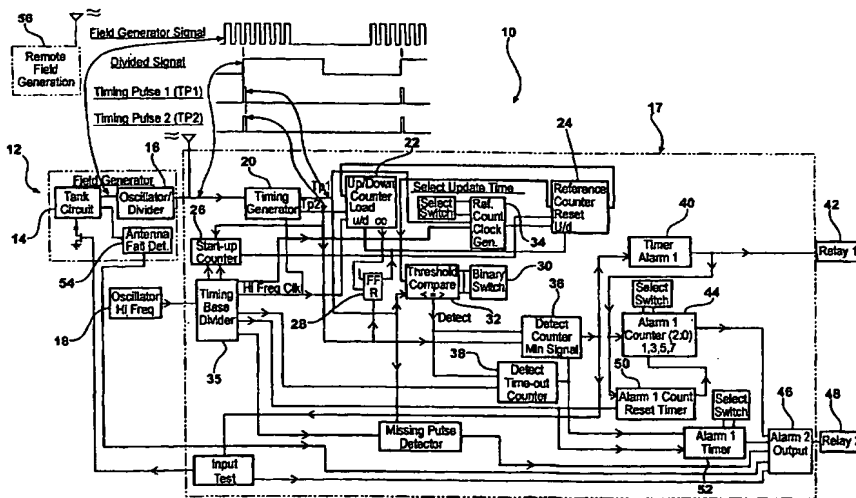 56
Remote
Field
Generation
Field Generator Signal
Divided Signal
Timing Pulse 1 (TP1)
Timing Pulse 2 (TP2)
10
17
24
22
12
16
Field Generator
Tank
Circuit
Oscillator/
Divider
14
20
Timing
Generator
Tp1
Tp2
Up/Down
Counter
Load
u/d co
Select Update Time
Select
Switch
Ref.
Count
Clock
Gen.
34
Reference
Counter
Reset
U/d
40
Timer
Alarm 1
42
Relay 1
26
Start-up
Counter
Antenna
Fail Det.
54
Hi Freq Clk
FF
R
28
Threshold
Compare
< = >
32
Binary
Switch
30
Detect
36
Detect
Counter
Min Signal
Select
Switch
44
Alarm 1
Counter (2:0)
1,3,5,7
Oscillator
Hi Freq
18
Timing
Base
Divider
35
38
Detect Time-out
Counter
50
Alarm 1 Count
Reset Timer
Select
Switch
46
48
Missing Pulse
Detector
Alarm 1
Timer
52
Alarm 2
Output
Relay 2
Input
Test